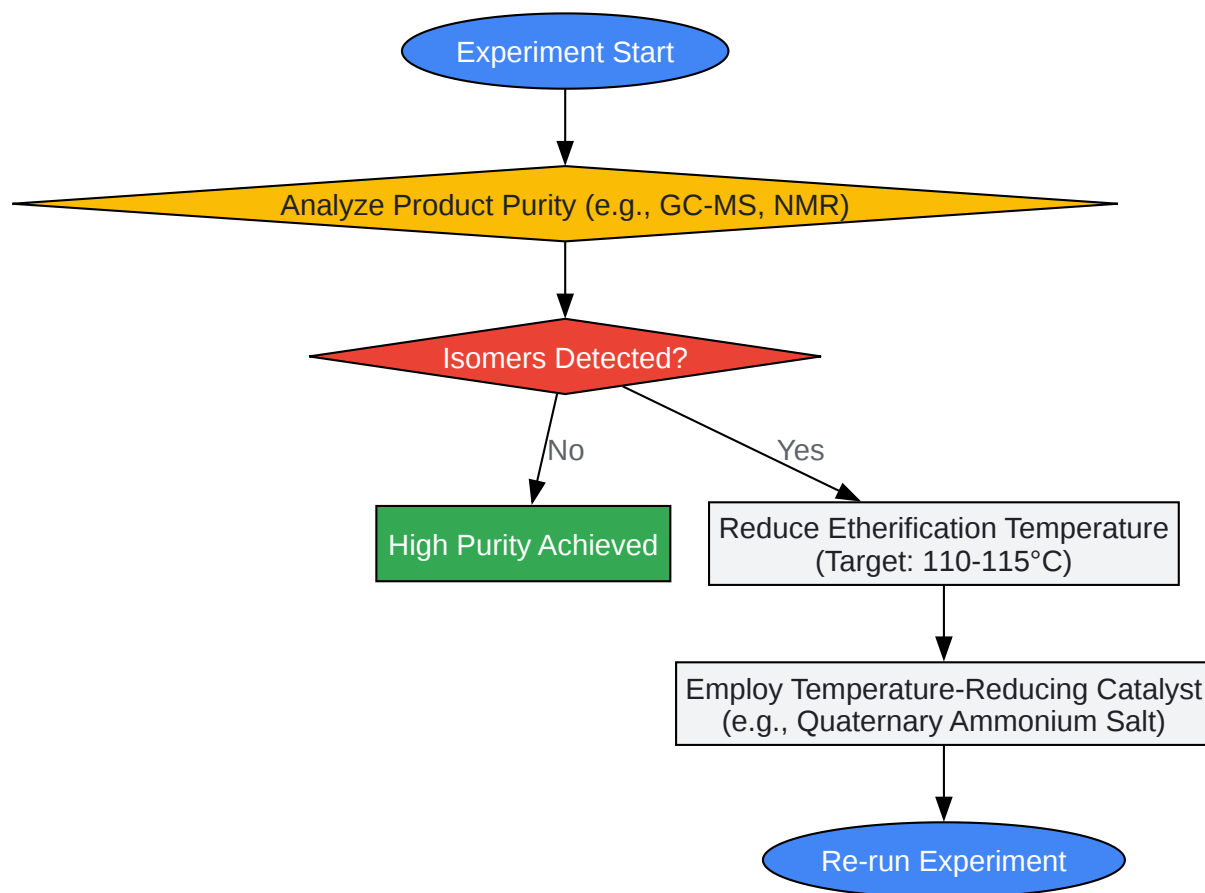 Experiment Start
Analyze Product Purity (e.g., GC-MS, NMR)
Isomers Detected?
No
Yes
High Purity Achieved
Reduce Etherification Temperature
(Target: 110-115°C)
Employ Temperature-Reducing Catalyst
(e.g., Quaternary Ammonium Salt)
Re-run Experiment